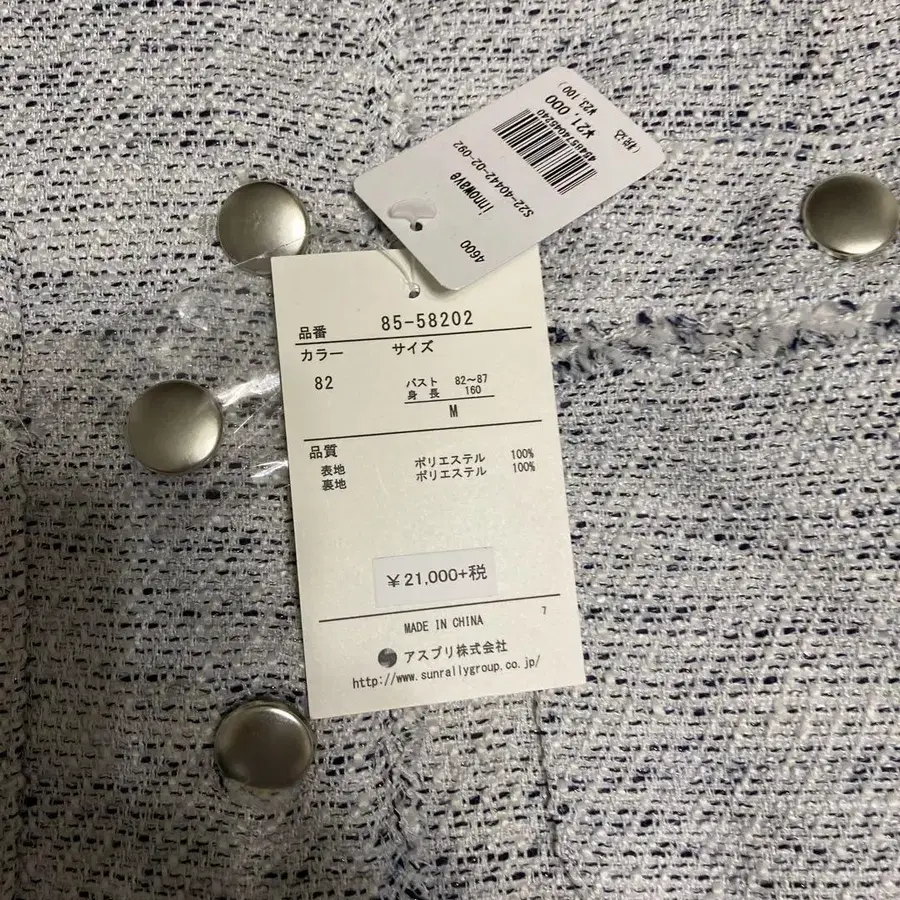 品番 85-58202
カラー サイズ
82 バスト 82～87
身長 160
M
品質
表地 ポリエステル 100%
裏地 ポリエステル 100%
¥21,000+税
7
MADE IN CHINA
アスプリ株式会社
http://www.sunrallygroup.co.jp/
4600
innowave
S22-40442-02-092
¥21,000
(税込 ¥23,100)